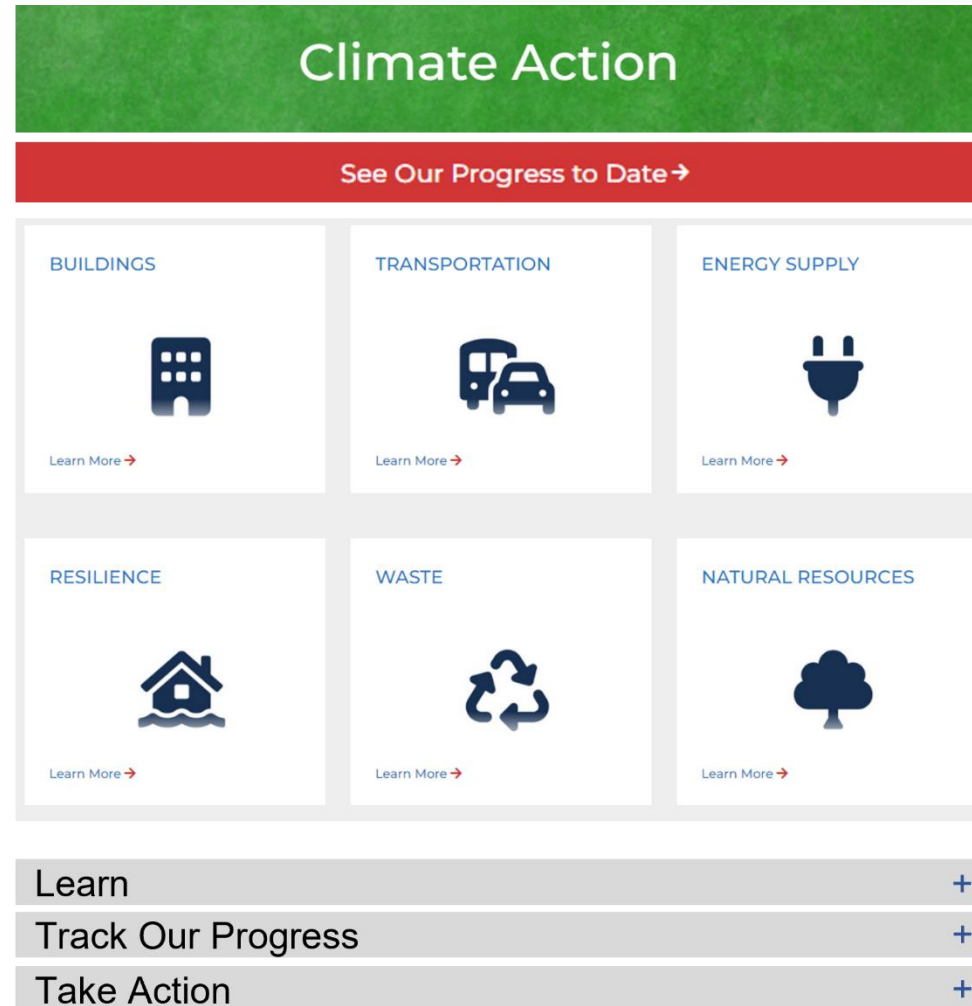 Climate Action
See Our Progress to Date→
BUILDINGS
TRANSPORTATION
ENERGY SUPPLY
Learn More →
Learn More →
Learn More →
RESILIENCE
WASTE
NATURAL RESOURCES
Learn More →
Learn More →
Learn More →
Learn +
Track Our Progress +
Take Action +